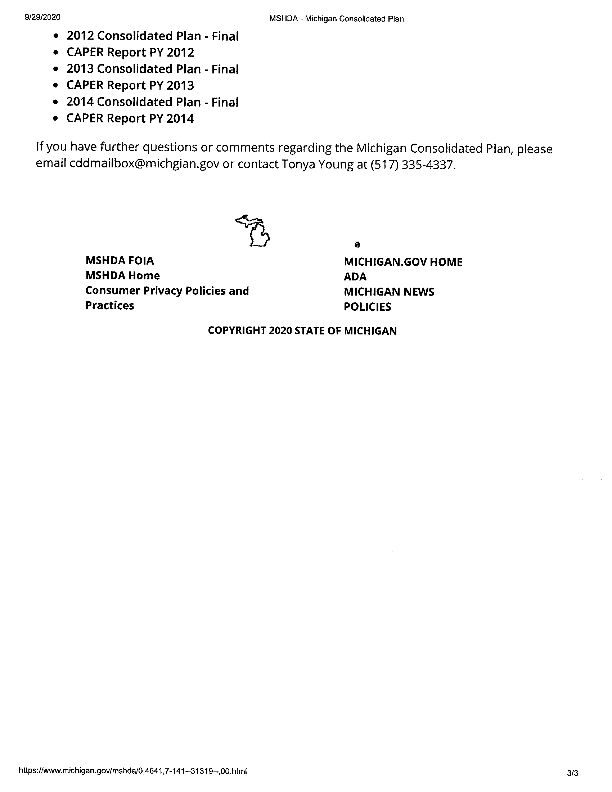 9/29/2020 MSHDA - Michigan Consolidated Plan
• 2012 Consolidated Plan - Final
• CAPER Report PY 2012
• 2013 Consolidated Plan - Final
• CAPER Report PY 2013
• 2014 Consolidated Plan - Final
• CAPER Report PY 2014
If you have further questions or comments regarding the Michigan Consolidated Plan, please
email cddmailbox@michgian.gov or contact Tonya Young at (517) 335-4337.
MSHDA FOIA
MSHDA Home
Consumer Privacy Policies and
Practices
MICHIGAN.GOV HOME
ADA
MICHIGAN NEWS
POLICIES
COPYRIGHT 2020 STATE OF MICHIGAN
https://www.michigan.gov/mshda/0,4641,7-141--31319--,00.html 3/3